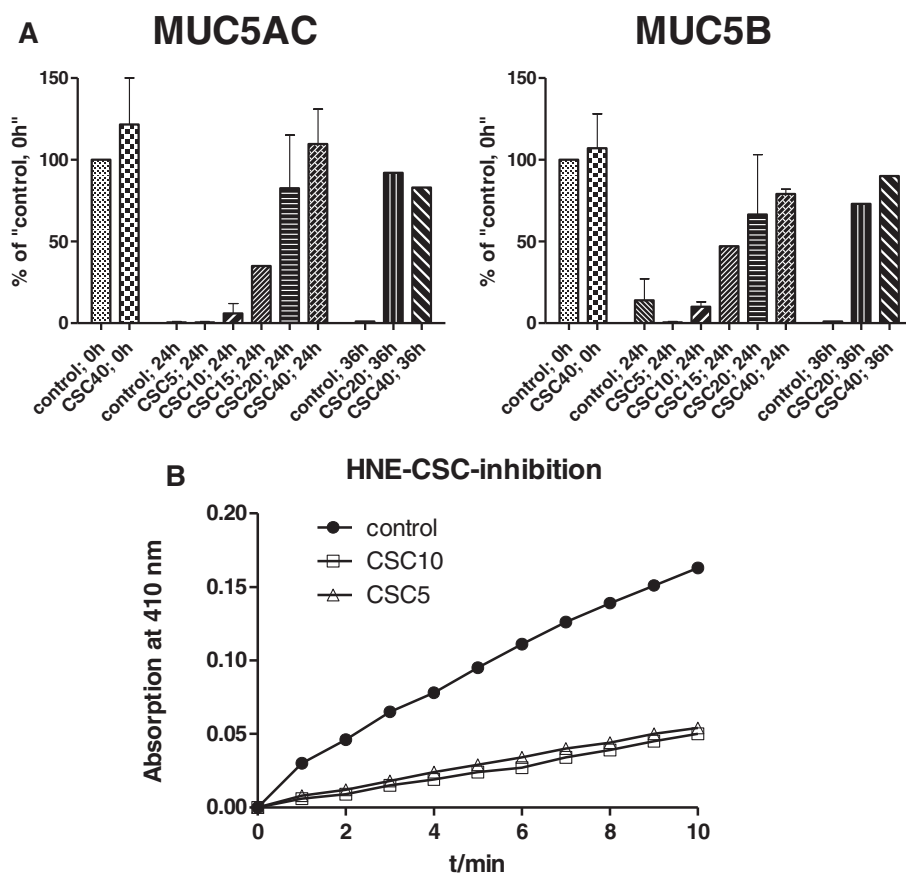 A
MUC5AC
MUC5B
% of "control, 0h"
150
100
50
0
control; 0h
CSC40; 0h
control; 24h
CSC5; 24h
CSC10; 24h
CSC15; 24h
CSC20; 24h
CSC40; 24h
control; 36h
CSC20; 36h
CSC40; 36h
% of "control, 0h"
150
100
50
0
control; 0h
CSC40; 0h
control; 24h
CSC5; 24h
CSC10; 24h
CSC15; 24h
CSC20; 24h
CSC40; 24h
control; 36h
CSC20; 36h
CSC40; 36h
B
HNE-CSC-inhibition
Absorption at 410 nm
0.20
0.15
0.10
0.05
0.00
control
CSC10
CSC5
0 2 4 6 8 10
t/min